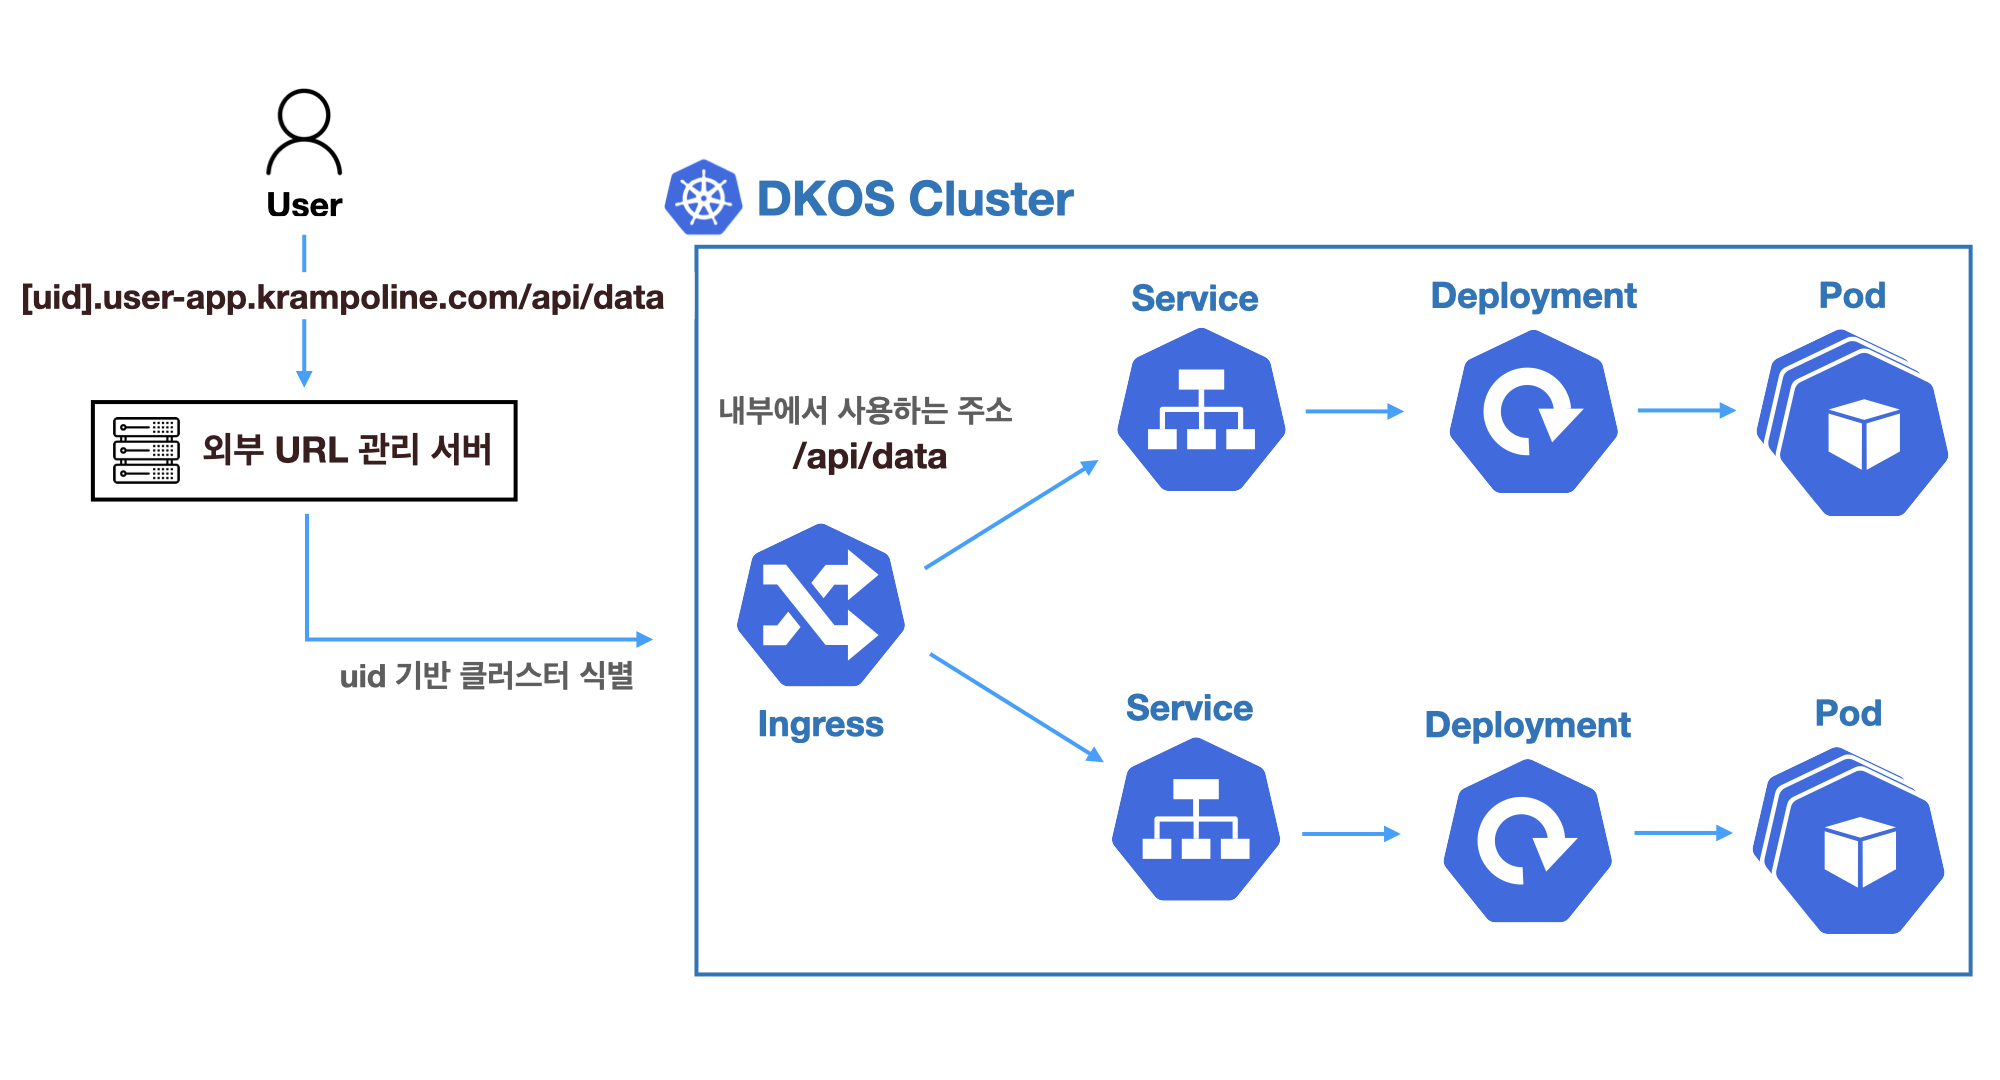 User
[uid].user-app.krampoline.com/api/data
외부 URL 관리 서버
uid 기반 클러스터 식별
DKOS Cluster
내부에서 사용하는 주소
/api/data
Ingress
Service
Deployment
Pod
Service
Deployment
Pod